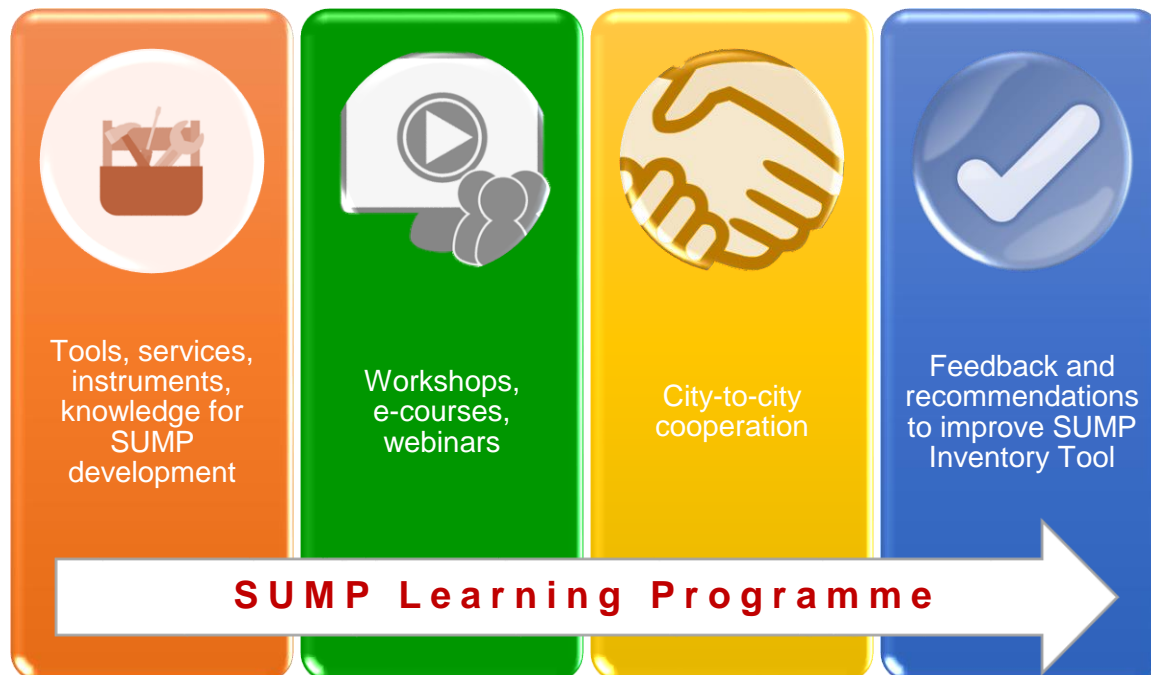 Tools, services,
instruments,
knowledge for
SUMP
development
Workshops,
e-courses,
webinars
City-to-city
cooperation
Feedback and
recommendations
to improve SUMP
Inventory Tool
SUMP Learning Programme